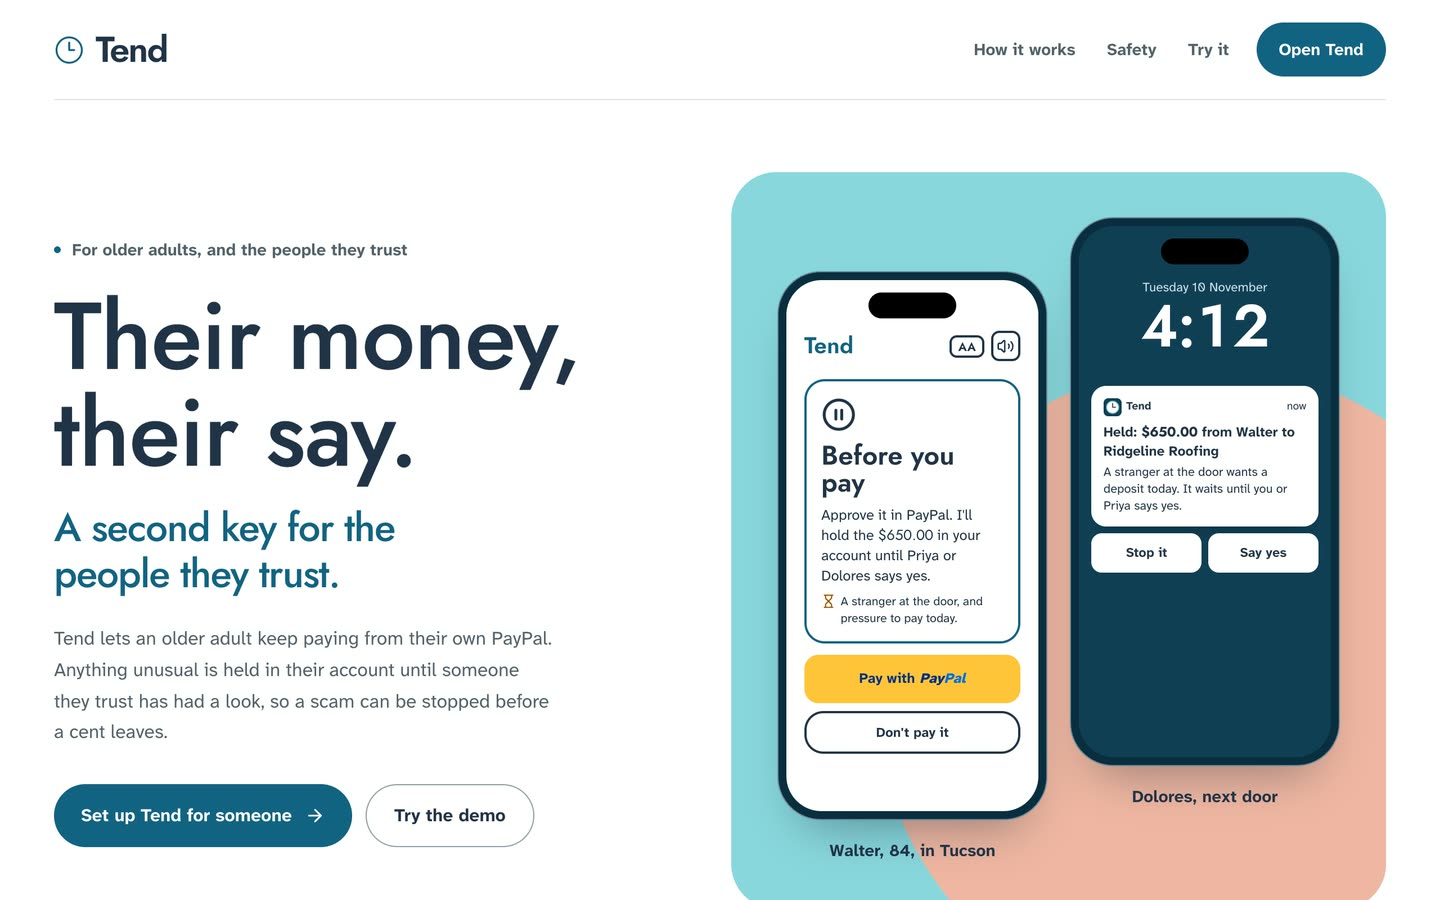 Tend
How it works
Safety
Try it
Open Tend
For older adults, and the people they trust
Their money,
their say.
A second key for the
people they trust.
Tend lets an older adult keep paying from their own PayPal.
Anything unusual is held in their account until someone
they trust has had a look, so a scam can be stopped before
a cent leaves.
Set up Tend for someone
Try the demo
Tend
AA
Before you
pay
Approve it in PayPal. I'll
hold the $650.00 in your
account until Priya or
Dolores says yes.
A stranger at the door, and
pressure to pay today.
Pay with PayPal
Don't pay it
Walter, 84, in Tucson
Tuesday 10 November
4:12
Tend
now
Held: $650.00 from Walter to
Ridgeline Roofing
A stranger at the door wants a
deposit today. It waits until you or
Priya says yes.
Stop it
Say yes
Dolores, next door